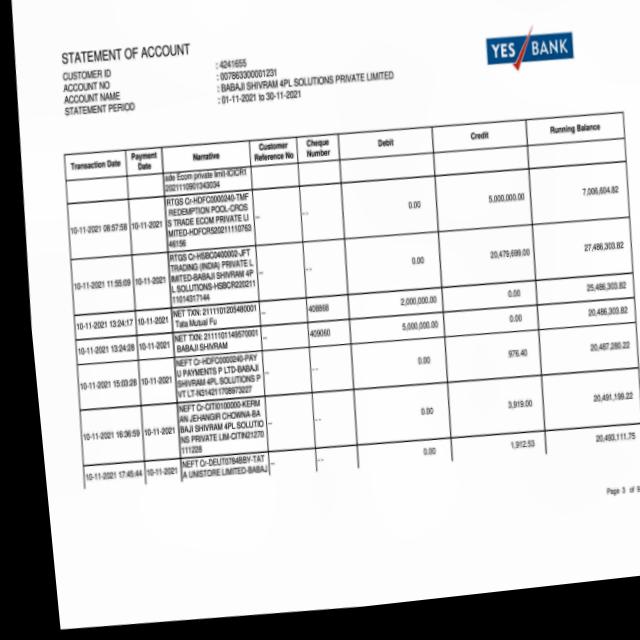 YES BANK
STATEMENT OF ACCOUNT
CUSTOMER ID : 4241655
ACCOUNT NO : 007863300001231
ACCOUNT NAME : BABAJI SHIVRAM 4PL SOLUTIONS PRIVATE LIMITED
STATEMENT PERIOD : 01-11-2021 to 30-11-2021
Transaction Date Payment Date Narrative Customer Reference No Cheque Number Debit Credit Running Balance
ade Ecom private limit-ICICR1
2021110901343034
RTGS Cr-HDFC0000240-TMF
REDEMPTION POOL-CROS
S TRADE ECOM PRIVATE LI
MITED-HDFCR520211110763
46156
10-11-2021 08:57:58 10-11-2021 -- -- 0.00 5,000,000.00 7,006,604.82
RTGS Cr-HSBC0400002-JFT
TRADING (INDIA) PRIVATE L
IMITED-BABAJI SHIVRAM 4P
L SOLUTIONS-HSBCR220211
11014317144
10-11-2021 11:55:09 10-11-2021 -- -- 0.00 20,479,699.00 27,486,303.82
10-11-2021 13:24:17 10-11-2021 NET TXN: 2111101205480001 -- 408868 2,000,000.00 0.00 25,486,303.82
Tata Mutual Fu
10-11-2021 13:24:28 10-11-2021 NET TXN: 2111101149570001 -- 409060 5,000,000.00 0.00 20,486,303.82
BABAJI SHIVRAM
NEFT Cr-HDFC0000240-PAY
U PAYMENTS P LTD-BABAJI
SHIVRAM 4PL SOLUTIONS P
VT LT-N314211708973227
10-11-2021 15:03:28 10-11-2021 -- -- 0.00 976.40 20,487,280.22
NEFT Cr-CITI0100000-KERM
AN JEHANGIR CHOWNA-BA
BAJI SHIVRAM 4PL SOLUTIO
NS PRIVATE LIM-CITIN21270
111228
10-11-2021 16:36:59 10-11-2021 -- -- 0.00 3,919.00 20,491,199.22
10-11-2021 17:45:44 10-11-2021 NEFT Cr-DEUT0784BBY-TAT -- -- 0.00 1,912.53 20,493,111.75
A UNISTORE LIMITED-BABAJ
Page 3 of 9